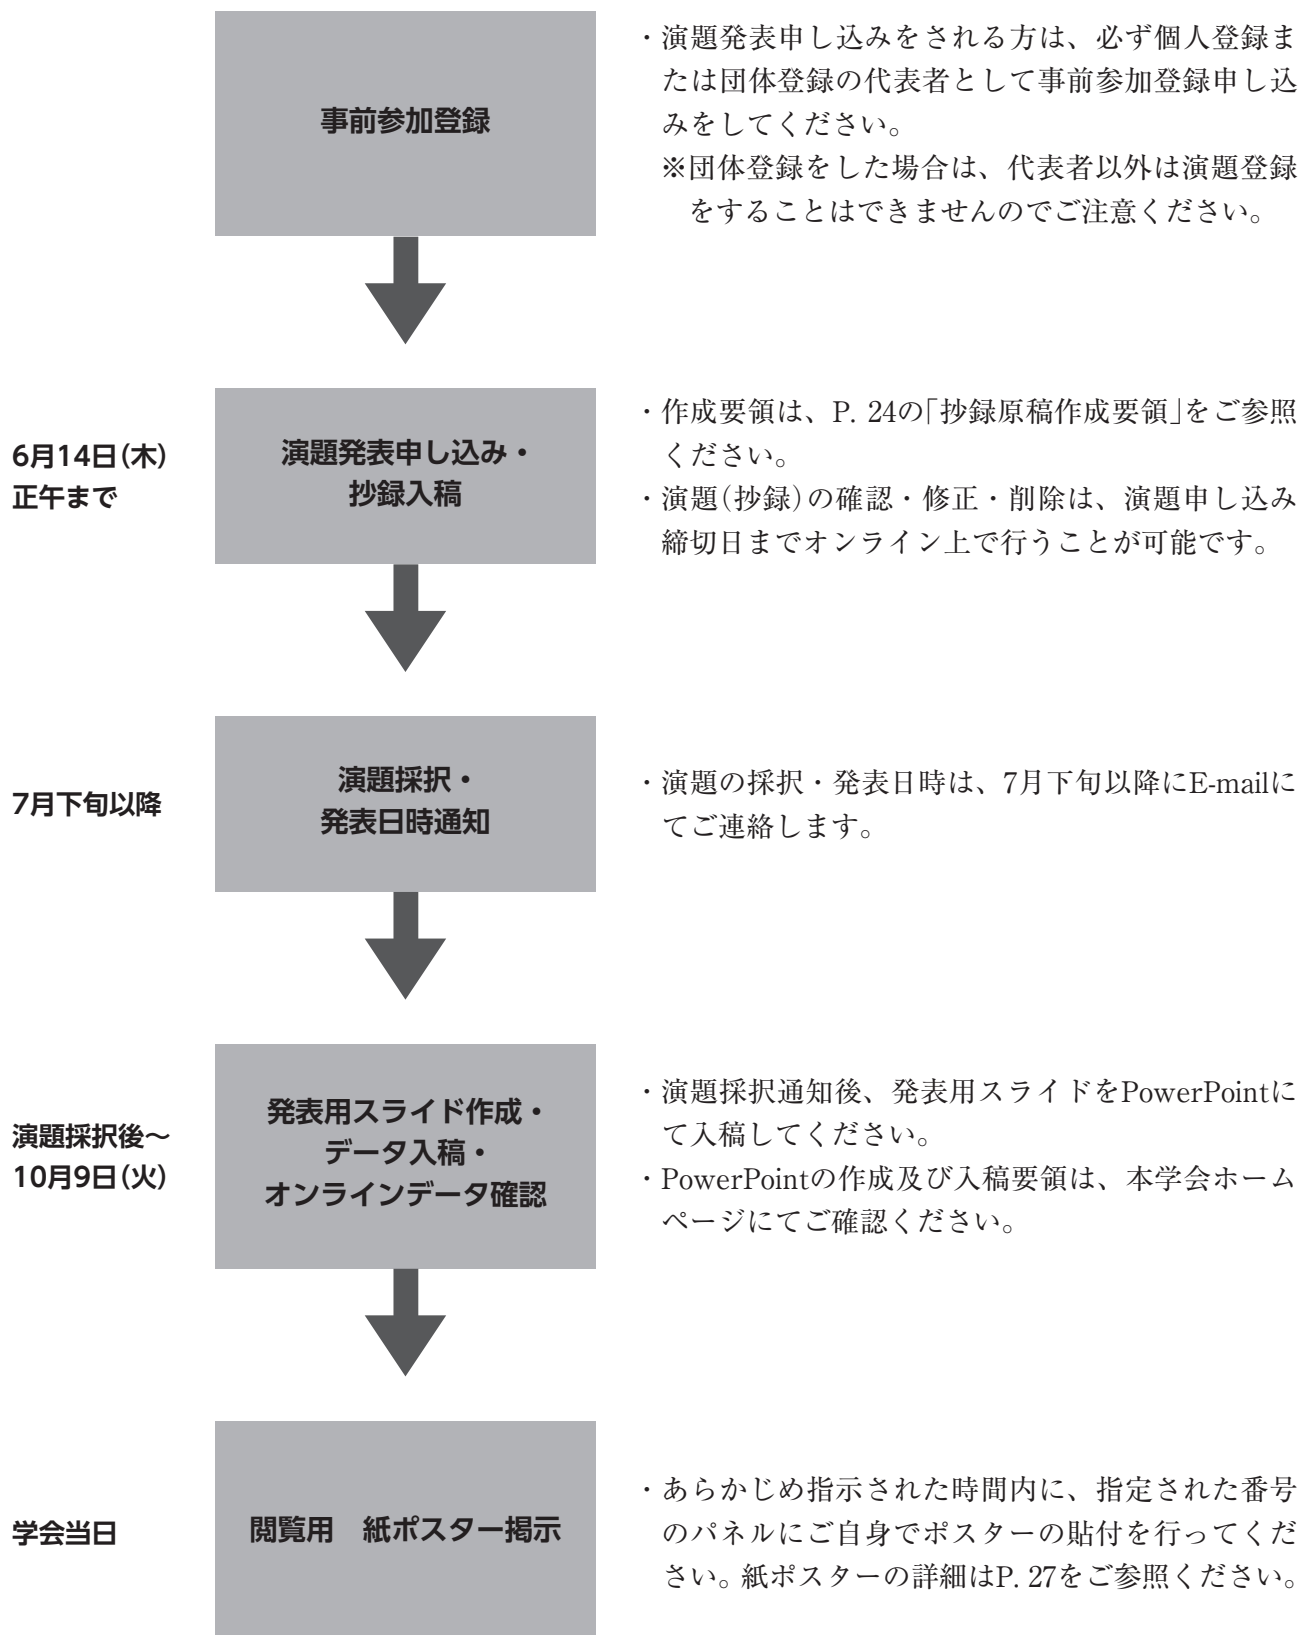 事前参加登録
・演題発表申し込みをされる方は、必ず個人登録ま
たは団体登録の代表者として事前参加登録申し込
みをしてください。
※団体登録をした場合は、代表者以外は演題登録
をすることはできませんのでご注意ください。
6月14日(木)
正午まで
演題発表申し込み・
抄録入稿
・作成要領は、P. 24の「抄録原稿作成要領」をご参照
ください。
・演題(抄録)の確認・修正・削除は、演題申し込み
締切日までオンライン上で行うことが可能です。
7月下旬以降
演題採択・
発表日時通知
・演題の採択・発表日時は、7月下旬以降にE-mailに
てご連絡します。
演題採択後〜
10月9日(火)
発表用スライド作成・
データ入稿・
オンラインデータ確認
・演題採択通知後、発表用スライドをPowerPointに
て入稿してください。
・PowerPointの作成及び入稿要領は、本学会ホーム
ページにてご確認ください。
学会当日
閲覧用　紙ポスター掲示
・あらかじめ指示された時間内に、指定された番号
のパネルにご自身でポスターの貼付を行ってくだ
さい。紙ポスターの詳細はP. 27をご参照ください。